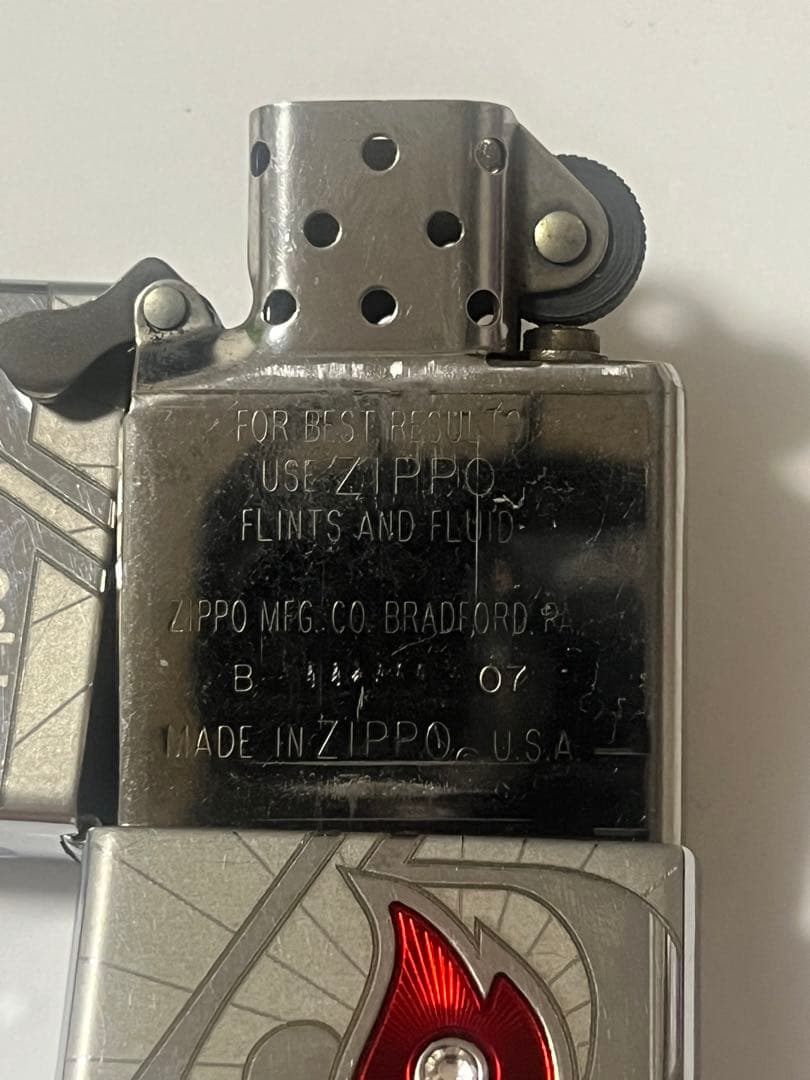 FOR BEST RESULTS
USE ZIPPO
FLINTS AND FLUID
ZIPPO MFG. CO. BRADFORD. PA.
B 07
MADE IN ZIPPO U.S.A.